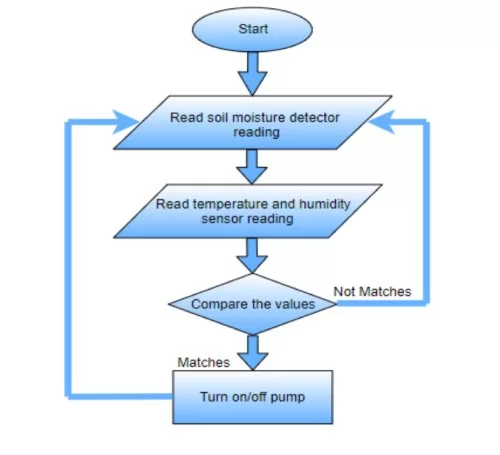 Start
Read soil moisture detector
reading
Read temperature and humidity
sensor reading
Compare the values
Not Matches
Matches
Turn on/off pump